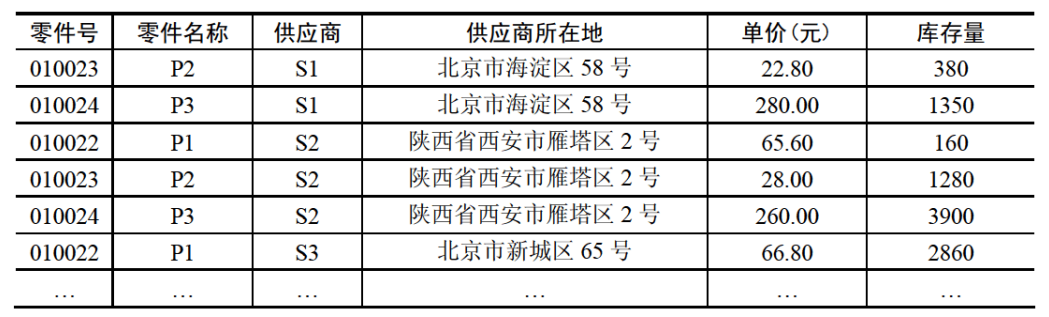 零件号 零件名称 供应商 供应商所在地 单价(元) 库存量
010023 P2 S1 北京市海淀区 58 号 22.80 380
010024 P3 S1 北京市海淀区 58 号 280.00 1350
010022 P1 S2 陕西省西安市雁塔区 2 号 65.60 160
010023 P2 S2 陕西省西安市雁塔区 2 号 28.00 1280
010024 P3 S2 陕西省西安市雁塔区 2 号 260.00 3900
010022 P1 S3 北京市新城区 65 号 66.80 2860
… … … … … …